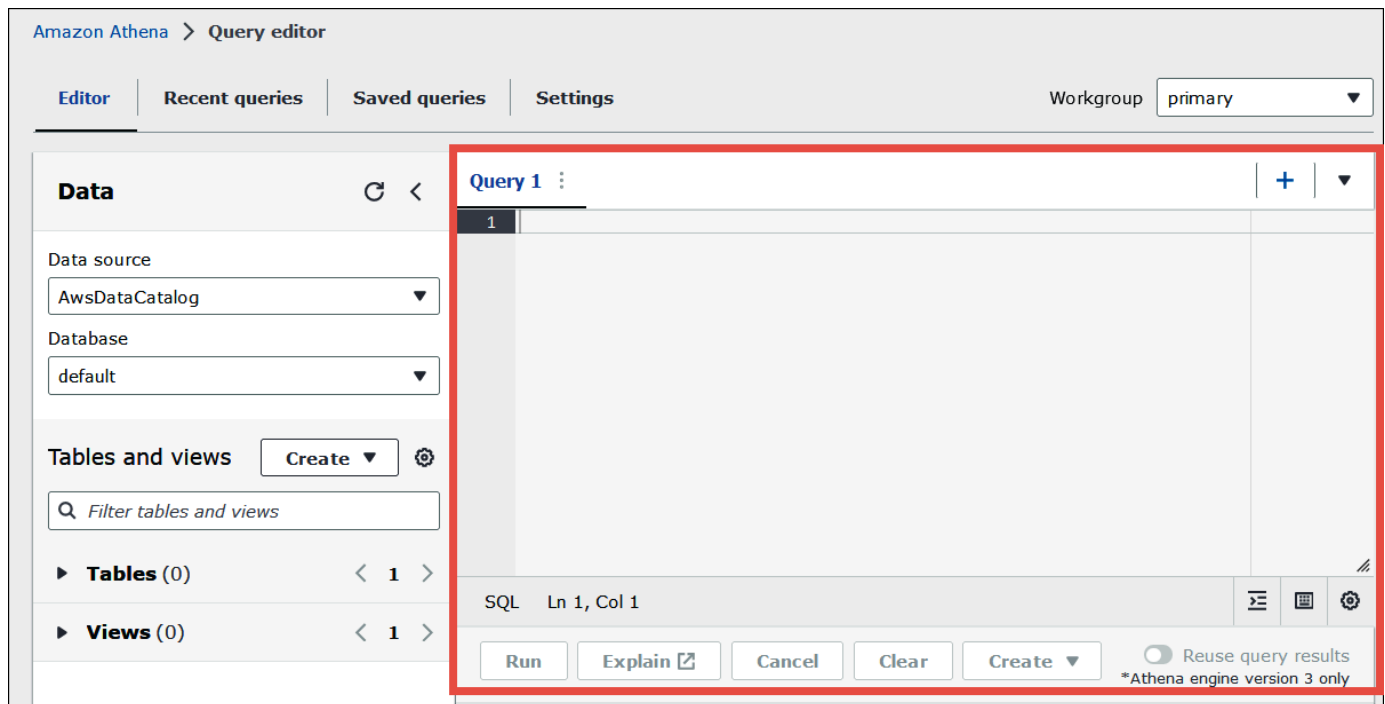 Amazon Athena > Query editor
Editor Recent queries Saved queries Settings Workgroup primary
Data
Data source
AwsDataCatalog
Database
default
Tables and views Create
Filter tables and views
Tables (0) < 1 >
Views (0) < 1 >
Query 1
1
SQL Ln 1, Col 1
Run Explain Cancel Clear Create Reuse query results
*Athena engine version 3 only